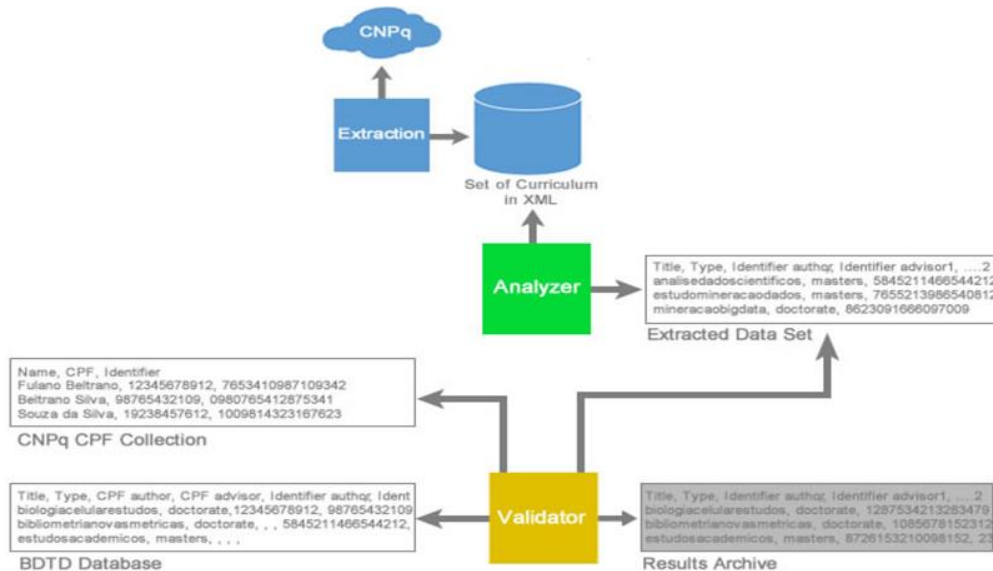 CNPq
Extraction
Set of Curriculum
in XML
Analyzer
Title, Type, Identifier author, Identifier advisor1, ....2
analisedadoscientificos, masters, 5845211466544212
estudomineracaodados, masters, 7655213986540812
mineracaobigdata, doctorate, 8623091666097009
Extracted Data Set
Name, CPF, Identifier
Fulano Beltrano, 12345678912, 7653410987109342
Beltrano Silva, 98765432109, 0980765412875341
Souza da Silva, 19238457612, 1009814323167623
CNPq CPF Collection
Title, Type, CPF author, CPF advisor, Identifier author, Ident
biologiacelularestudos, doctorate,12345678912, 98765432109
bibliometrianovasmetricas, doctorate, , , 5845211466544212,
estudosacademicos, masters, , , ,
BDTD Database
Validator
Title, Type, Identifier author, Identifier advisor1, ....2
biologiacelularestudos, doctorate, 1287534213283479
bibliometrianovasmetricas, doctorate, 1085678152312
estudosacademicos, masters, 8726153210098152, 23
Results Archive